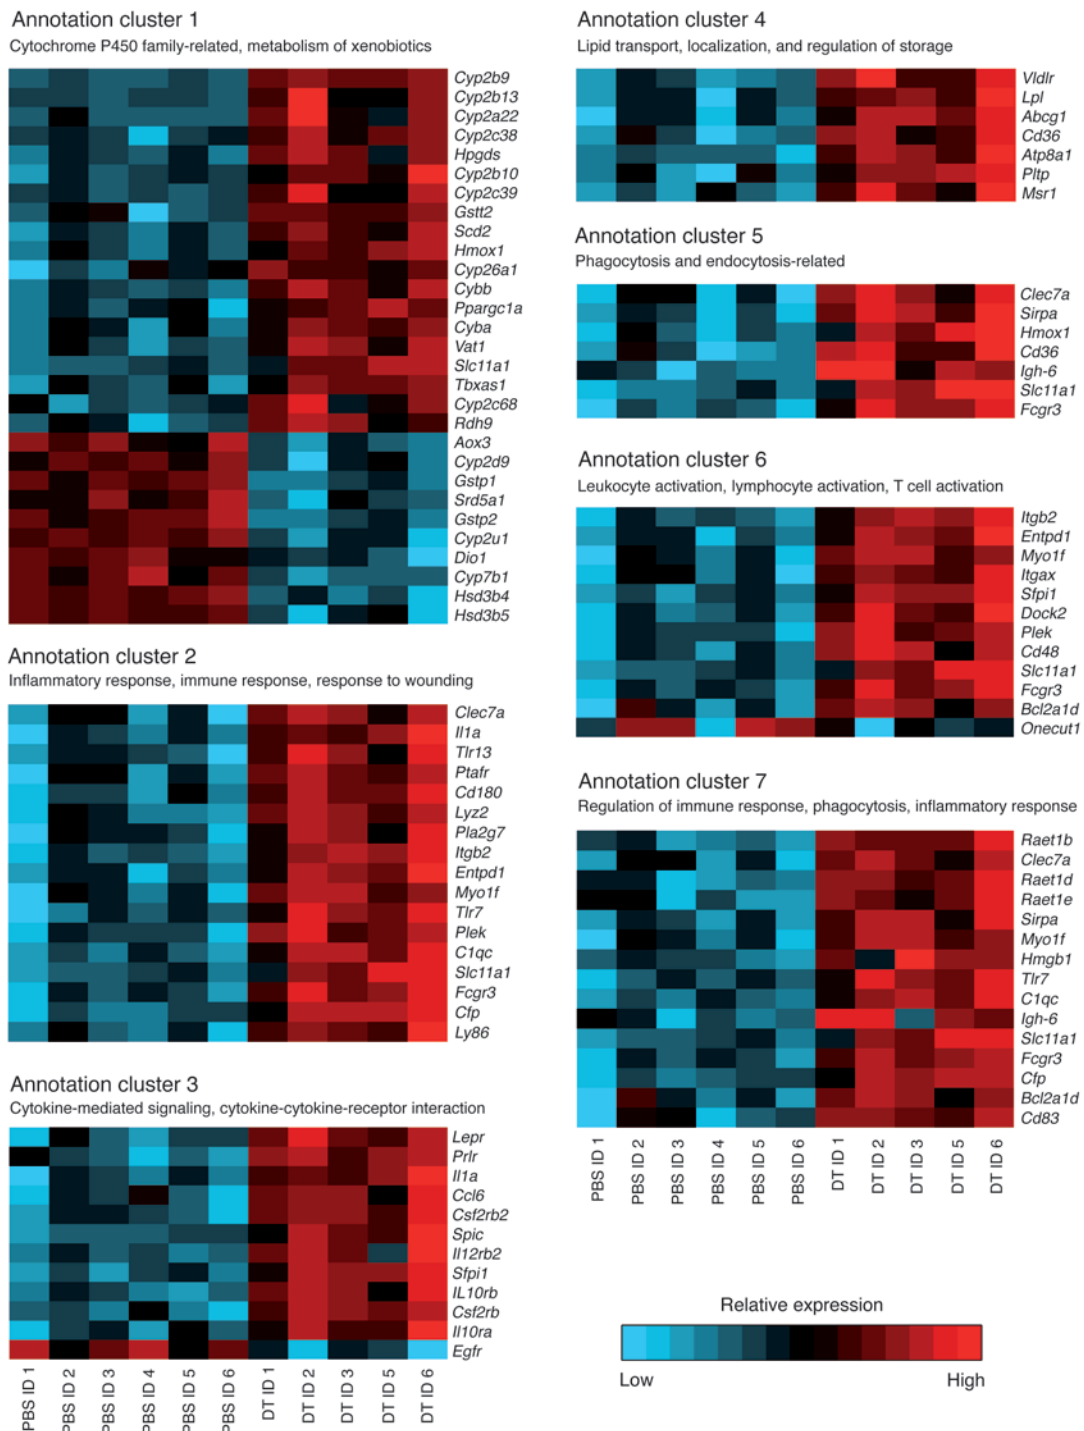 Annotation cluster 1
Cytochrome P450 family-related, metabolism of xenobiotics
Cyp2b9
Cyp2b13
Cyp2a22
Cyp2c38
Hpgds
Cyp2b10
Cyp2c39
Gstt2
Scd2
Hmox1
Cyp26a1
Cybb
Ppargc1a
Cyba
Vat1
Slc11a1
Tbxas1
Cyp2c68
Rdh9
Aox3
Cyp2d9
Gstp1
Srd5a1
Gstp2
Cyp2u1
Dio1
Cyp7b1
Hsd3b4
Hsd3b5
Annotation cluster 2
Inflammatory response, immune response, response to wounding
Clec7a
Il1a
Tlr13
Ptafr
Cd180
Lyz2
Pla2g7
Itgb2
Entpd1
Myo1f
Tlr7
Plek
C1qc
Slc11a1
Fcgr3
Cfp
Ly86
Annotation cluster 3
Cytokine-mediated signaling, cytokine-cytokine-receptor interaction
Lepr
Prlr
Il1a
Ccl6
Csf2rb2
Spic
Il12rb2
Sfpi1
IL10rb
Csf2rb
Il10ra
Egfr
PBS ID 1
PBS ID 2
PBS ID 3
PBS ID 4
PBS ID 5
PBS ID 6
DT ID 1
DT ID 2
DT ID 3
DT ID 5
DT ID 6
Annotation cluster 4
Lipid transport, localization, and regulation of storage
Vldlr
Lpl
Abcg1
Cd36
Atp8a1
Pltp
Msr1
Annotation cluster 5
Phagocytosis and endocytosis-related
Clec7a
Sirpa
Hmox1
Cd36
Igh-6
Slc11a1
Fcgr3
Annotation cluster 6
Leukocyte activation, lymphocyte activation, T cell activation
Itgb2
Entpd1
Myo1f
Itgax
Sfpi1
Dock2
Plek
Cd48
Slc11a1
Fcgr3
Bcl2a1d
Onecut1
Annotation cluster 7
Regulation of immune response, phagocytosis, inflammatory response
Raet1b
Clec7a
Raet1d
Raet1e
Sirpa
Myo1f
Hmgb1
Tlr7
C1qc
Igh-6
Slc11a1
Fcgr3
Cfp
Bcl2a1d
Cd83
PBS ID 1
PBS ID 2
PBS ID 3
PBS ID 4
PBS ID 5
PBS ID 6
DT ID 1
DT ID 2
DT ID 3
DT ID 5
DT ID 6
Relative expression
Low
High